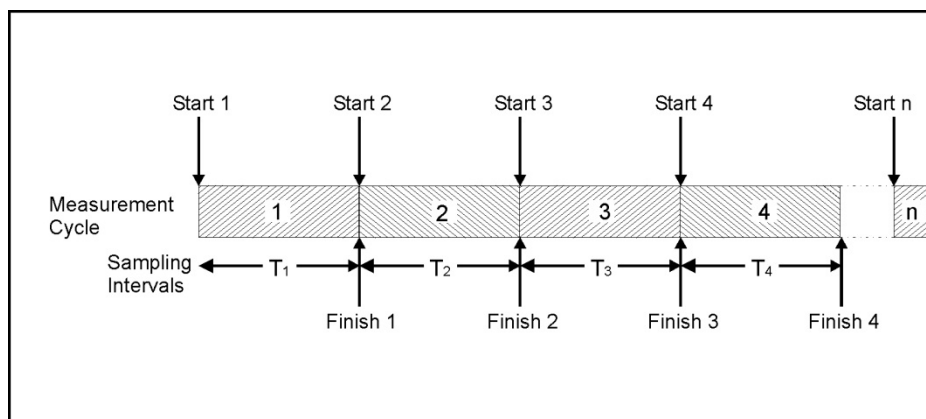 Start 1 Start 2 Start 3 Start 4 Start n
Measurement
Cycle
1 2 3 4 n
Sampling
Intervals
T₁ T₂ T₃ T₄
Finish 1 Finish 2 Finish 3 Finish 4